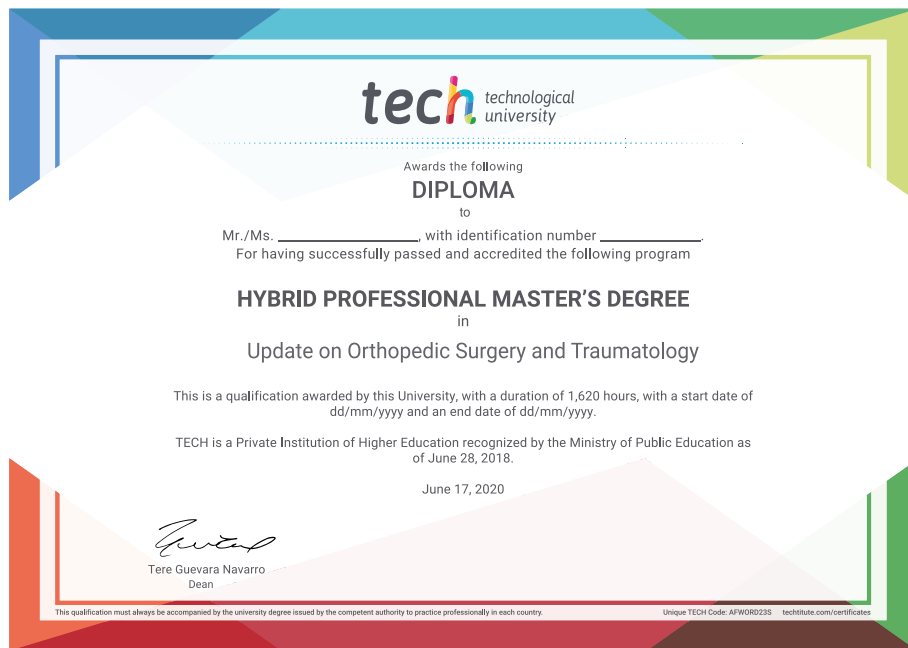 tech technological
university
Awards the following
DIPLOMA
to
Mr./Ms. ____________________, with identification number ______________.
For having successfully passed and accredited the following program
HYBRID PROFESSIONAL MASTER'S DEGREE
in
Update on Orthopedic Surgery and Traumatology
This is a qualification awarded by this University, with a duration of 1,620 hours, with a start date of
dd/mm/yyyy and an end date of dd/mm/yyyy.
TECH is a Private Institution of Higher Education recognized by the Ministry of Public Education as
of June 28, 2018.
June 17, 2020
Tere Guevara Navarro
Dean
This qualification must always be accompanied by the university degree issued by the competent authority to practice professionally in each country.
Unique TECH Code: AFWORD23S techtitute.com/certificates